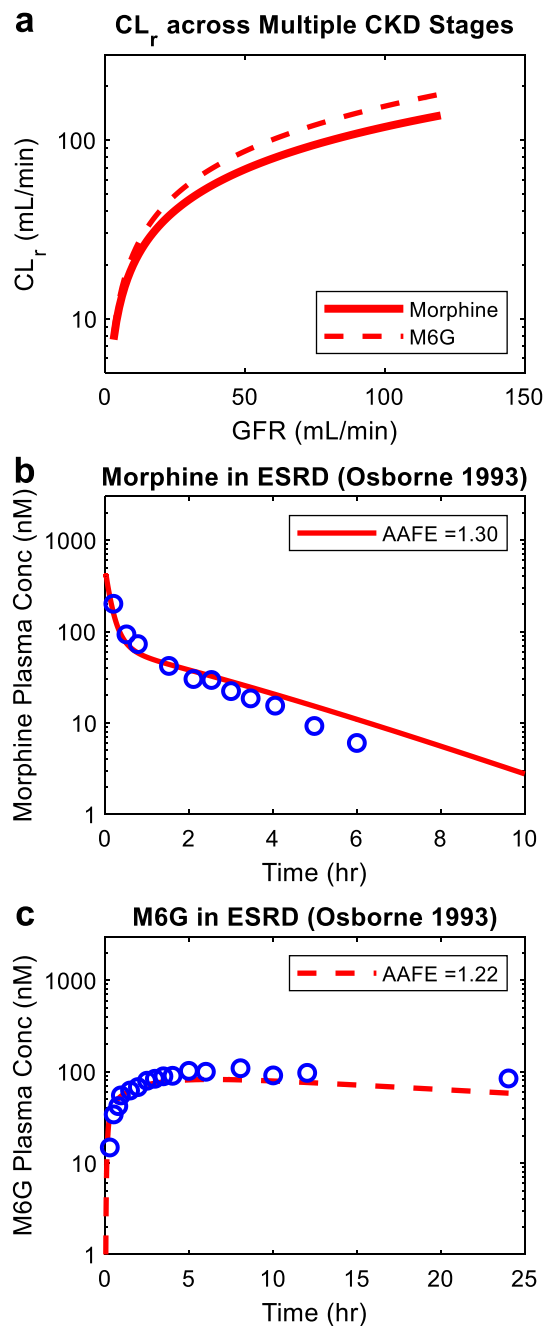 a
CLr across Multiple CKD Stages
CLr (mL/min)
100
10
Morphine
M6G
0
50
100
150
GFR (mL/min)
b
Morphine in ESRD (Osborne 1993)
Morphine Plasma Conc (nM)
1000
100
10
1
AAFE =1.30
0
2
4
6
8
10
Time (hr)
c
M6G in ESRD (Osborne 1993)
M6G Plasma Conc (nM)
1000
100
10
1
AAFE =1.22
0
5
10
15
20
25
Time (hr)